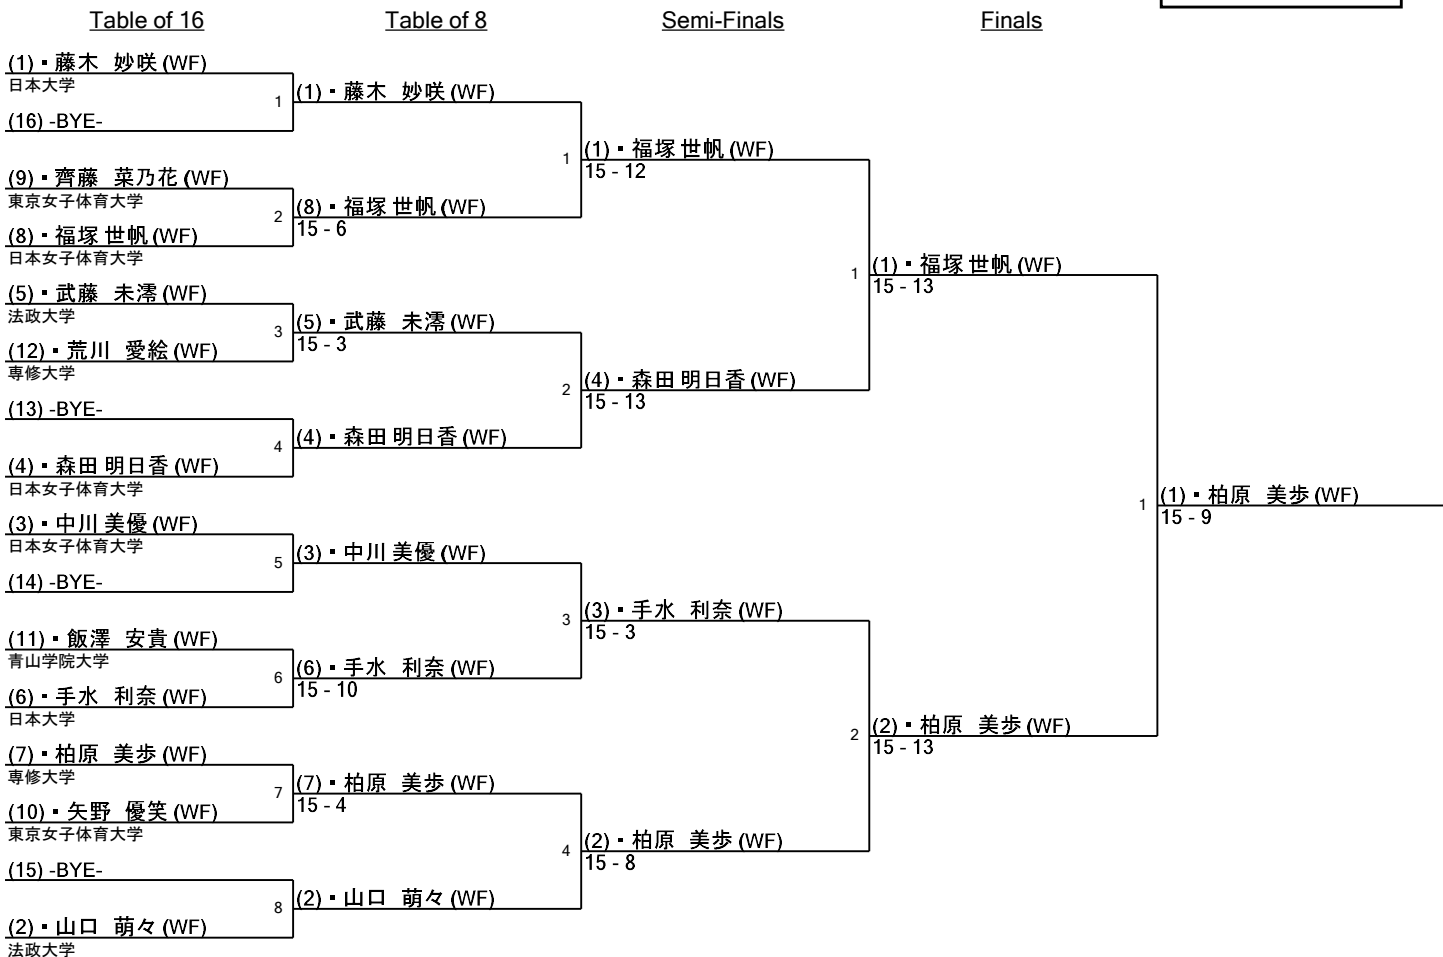 Table of 16
Table of 8
Semi-Finals
Finals
(1)▪藤木　妙咲(WF)
日本大学
(16) -BYE-
(9)▪齊藤　菜乃花(WF)
東京女子体育大学
(8)▪福塚 世帆(WF)
日本女子体育大学
(5)▪武藤　未澪(WF)
法政大学
(12)▪荒川　愛絵(WF)
専修大学
(13) -BYE-
(4)▪森田 明日香(WF)
日本女子体育大学
(3)▪中川 美優(WF)
日本女子体育大学
(14) -BYE-
(11)▪飯澤　安貴(WF)
青山学院大学
(6)▪手水　利奈(WF)
日本大学
(7)▪柏原　美歩(WF)
専修大学
(10)▪矢野　優笑(WF)
東京女子体育大学
(15) -BYE-
(2)▪山口　萌々(WF)
法政大学
1
(1)▪藤木　妙咲(WF)
2
(8)▪福塚 世帆(WF)
15 - 6
3
(5)▪武藤　未澪(WF)
15 - 3
4
(4)▪森田 明日香(WF)
5
(3)▪中川 美優(WF)
6
(6)▪手水　利奈(WF)
15 - 10
7
(7)▪柏原　美歩(WF)
15 - 4
8
(2)▪山口　萌々(WF)
1
(1)▪福塚 世帆(WF)
15 - 12
2
(4)▪森田 明日香(WF)
15 - 13
3
(3)▪手水　利奈(WF)
15 - 3
4
(2)▪柏原　美歩(WF)
15 - 8
1
(1)▪福塚 世帆(WF)
15 - 13
2
(2)▪柏原　美歩(WF)
15 - 13
1
(1)▪柏原　美歩(WF)
15 - 9